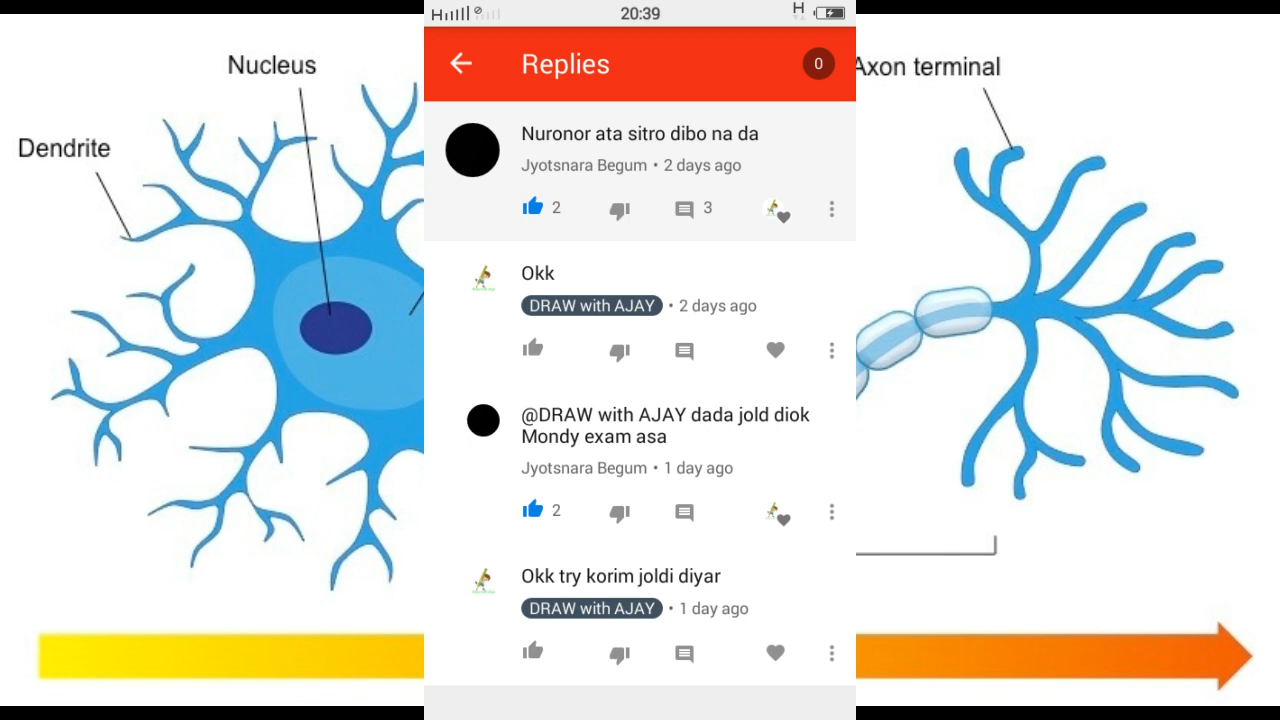 20:39
H
Replies
0
Nucleus
Dendrite
Axon terminal
Nuronor ata sitro dibo na da
Jyotsnara Begum • 2 days ago
2
3
Okk
DRAW with AJAY • 2 days ago
@DRAW with AJAY dada jold diok
Mondy exam asa
Jyotsnara Begum • 1 day ago
2
Okk try korim joldi diyar
DRAW with AJAY • 1 day ago